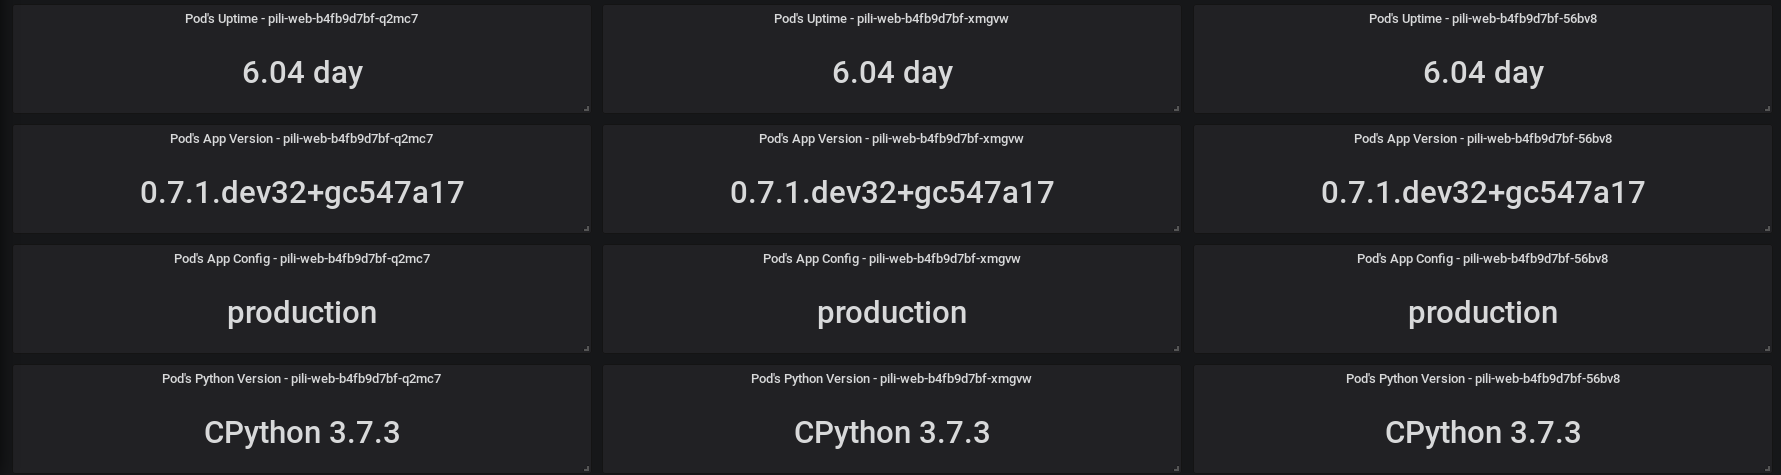 Pod's Uptime - pili-web-b4fb9d7bf-q2mc7
6.04 day
Pod's Uptime - pili-web-b4fb9d7bf-xmgvw
6.04 day
Pod's Uptime - pili-web-b4fb9d7bf-56bv8
6.04 day
Pod's App Version - pili-web-b4fb9d7bf-q2mc7
0.7.1.dev32+gc547a17
Pod's App Version - pili-web-b4fb9d7bf-xmgvw
0.7.1.dev32+gc547a17
Pod's App Version - pili-web-b4fb9d7bf-56bv8
0.7.1.dev32+gc547a17
Pod's App Config - pili-web-b4fb9d7bf-q2mc7
production
Pod's App Config - pili-web-b4fb9d7bf-xmgvw
production
Pod's App Config - pili-web-b4fb9d7bf-56bv8
production
Pod's Python Version - pili-web-b4fb9d7bf-q2mc7
CPython 3.7.3
Pod's Python Version - pili-web-b4fb9d7bf-xmgvw
CPython 3.7.3
Pod's Python Version - pili-web-b4fb9d7bf-56bv8
CPython 3.7.3